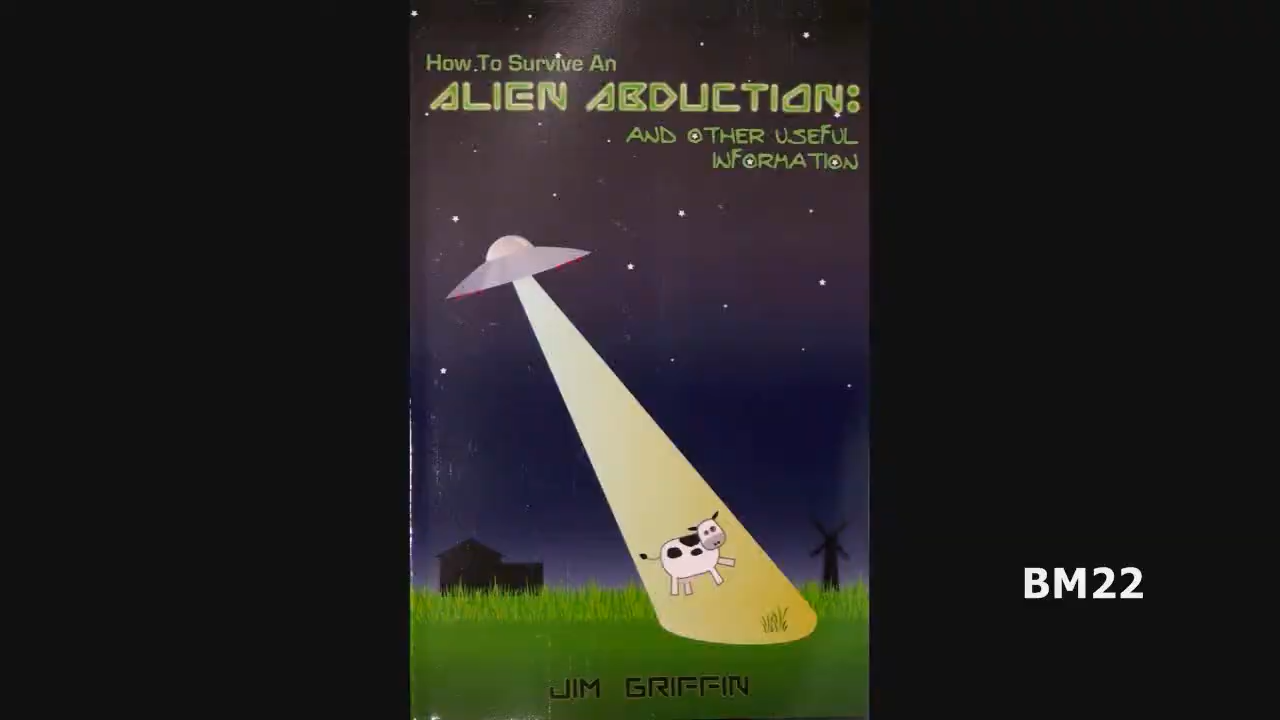 How To Survive An
ALIEN ABDUCTION:
AND OTHER USEFUL
INFORMATION
BM22
JIM GRIFFIN